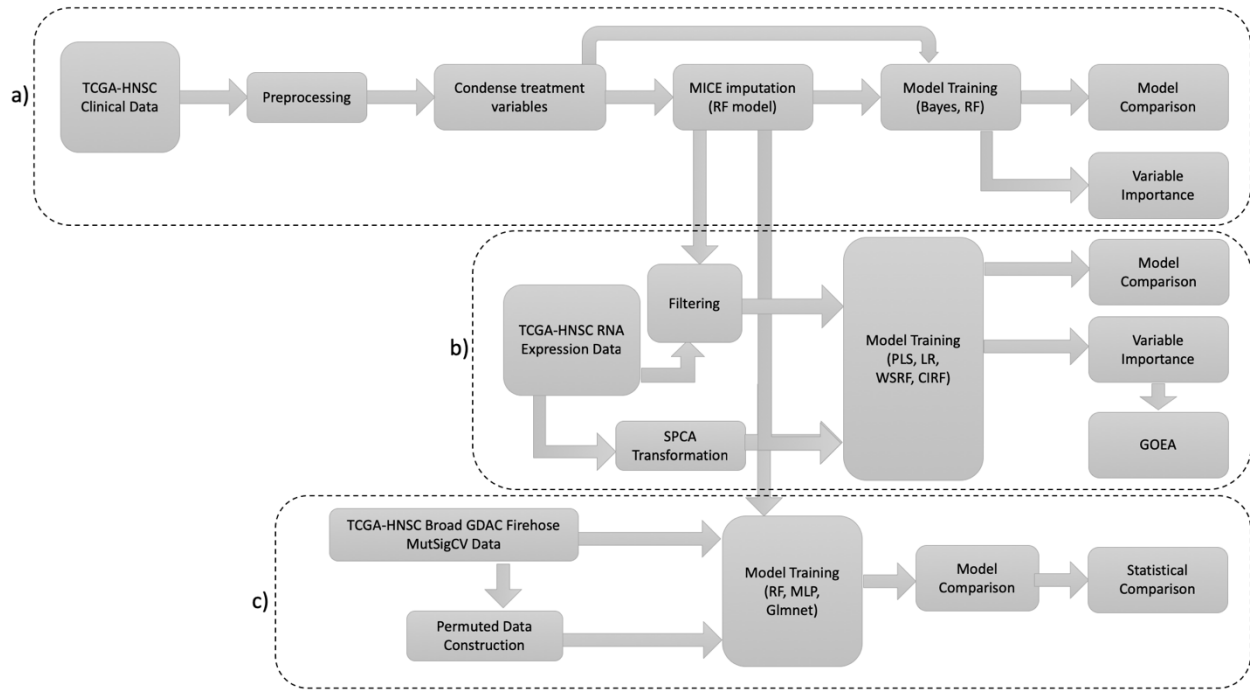 a)
TCGA-HNSC
Clinical Data
Preprocessing
Condense treatment
variables
MICE imputation
(RF model)
Model Training
(Bayes, RF)
Model
Comparison
Variable
Importance
b)
TCGA-HNSC RNA
Expression Data
Filtering
SPCA
Transformation
Model Training
(PLS, LR,
WSRF, CIRF)
Model
Comparison
Variable
Importance
GOEA
c)
TCGA-HNSC Broad GDAC Firehose
MutSigCV Data
Permuted Data
Construction
Model Training
(RF, MLP,
Glmnet)
Model
Comparison
Statistical
Comparison